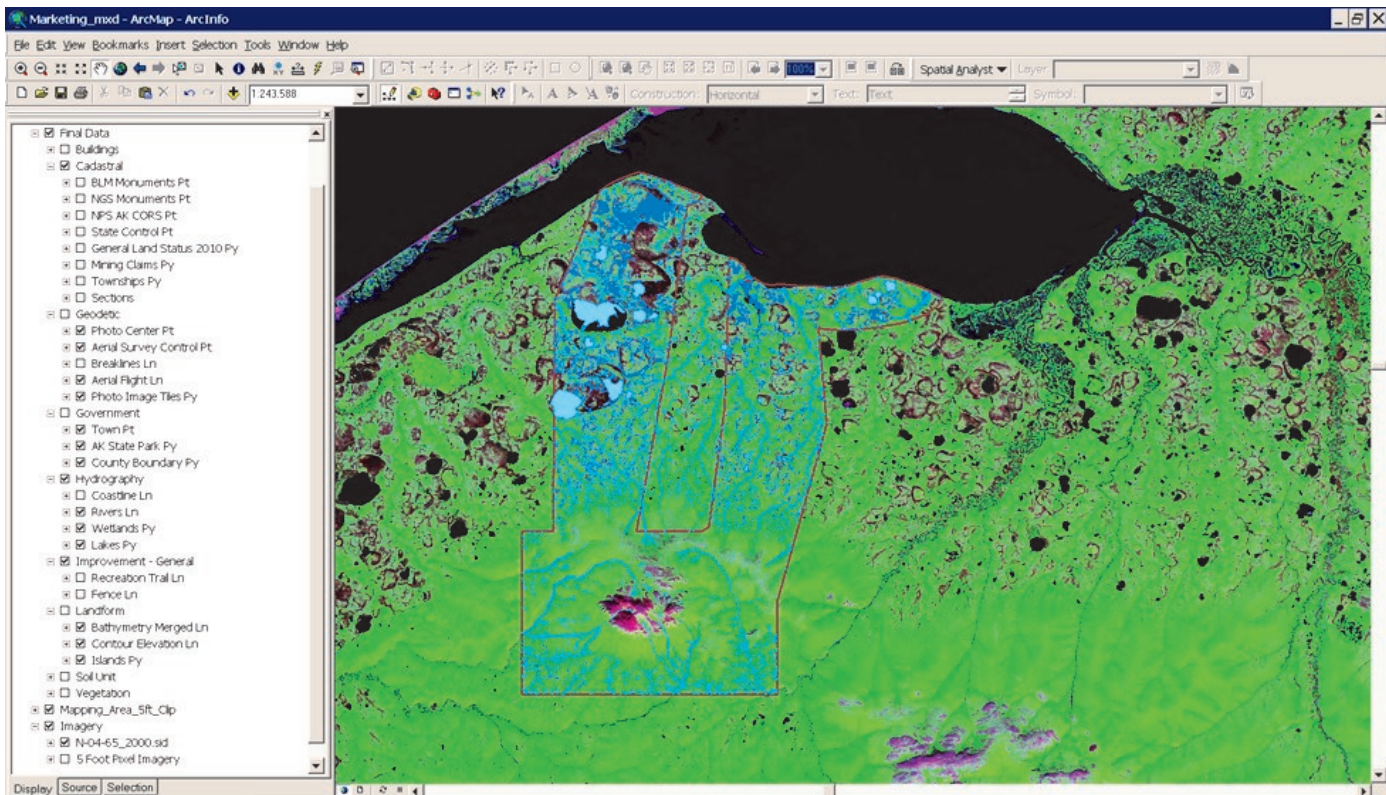 Marketing_mxd - ArcMap - ArcInfo
File Edit View Bookmarks Insert Selection Tools Window Help
100% Spatial Analyst Layer:
1:243,588 Construction: Horizontal Text: Text Symbol:
Final Data
Buildings
Cadastral
BLM Monuments Pt
NGS Monuments Pt
NPS AK CORS Pt
State Control Pt
General Land Status 2010 Py
Mining Claims Py
Townships Py
Sections
Geodetic
Photo Center Pt
Aerial Survey Control Pt
Breaklines Ln
Aerial Flight Ln
Photo Image Tiles Py
Government
Town Pt
AK State Park Py
County Boundary Py
Hydrography
Coastline Ln
Rivers Ln
Wetlands Py
Lakes Py
Improvement - General
Recreation Trail Ln
Fence Ln
Landform
Bathymetry Merged Ln
Contour Elevation Ln
Islands Py
Soil Unit
Vegetation
Mapping_Area_5ft_Clip
Imagery
N-04-65_2000.sid
5 Foot Pixel Imagery
Display Source Selection